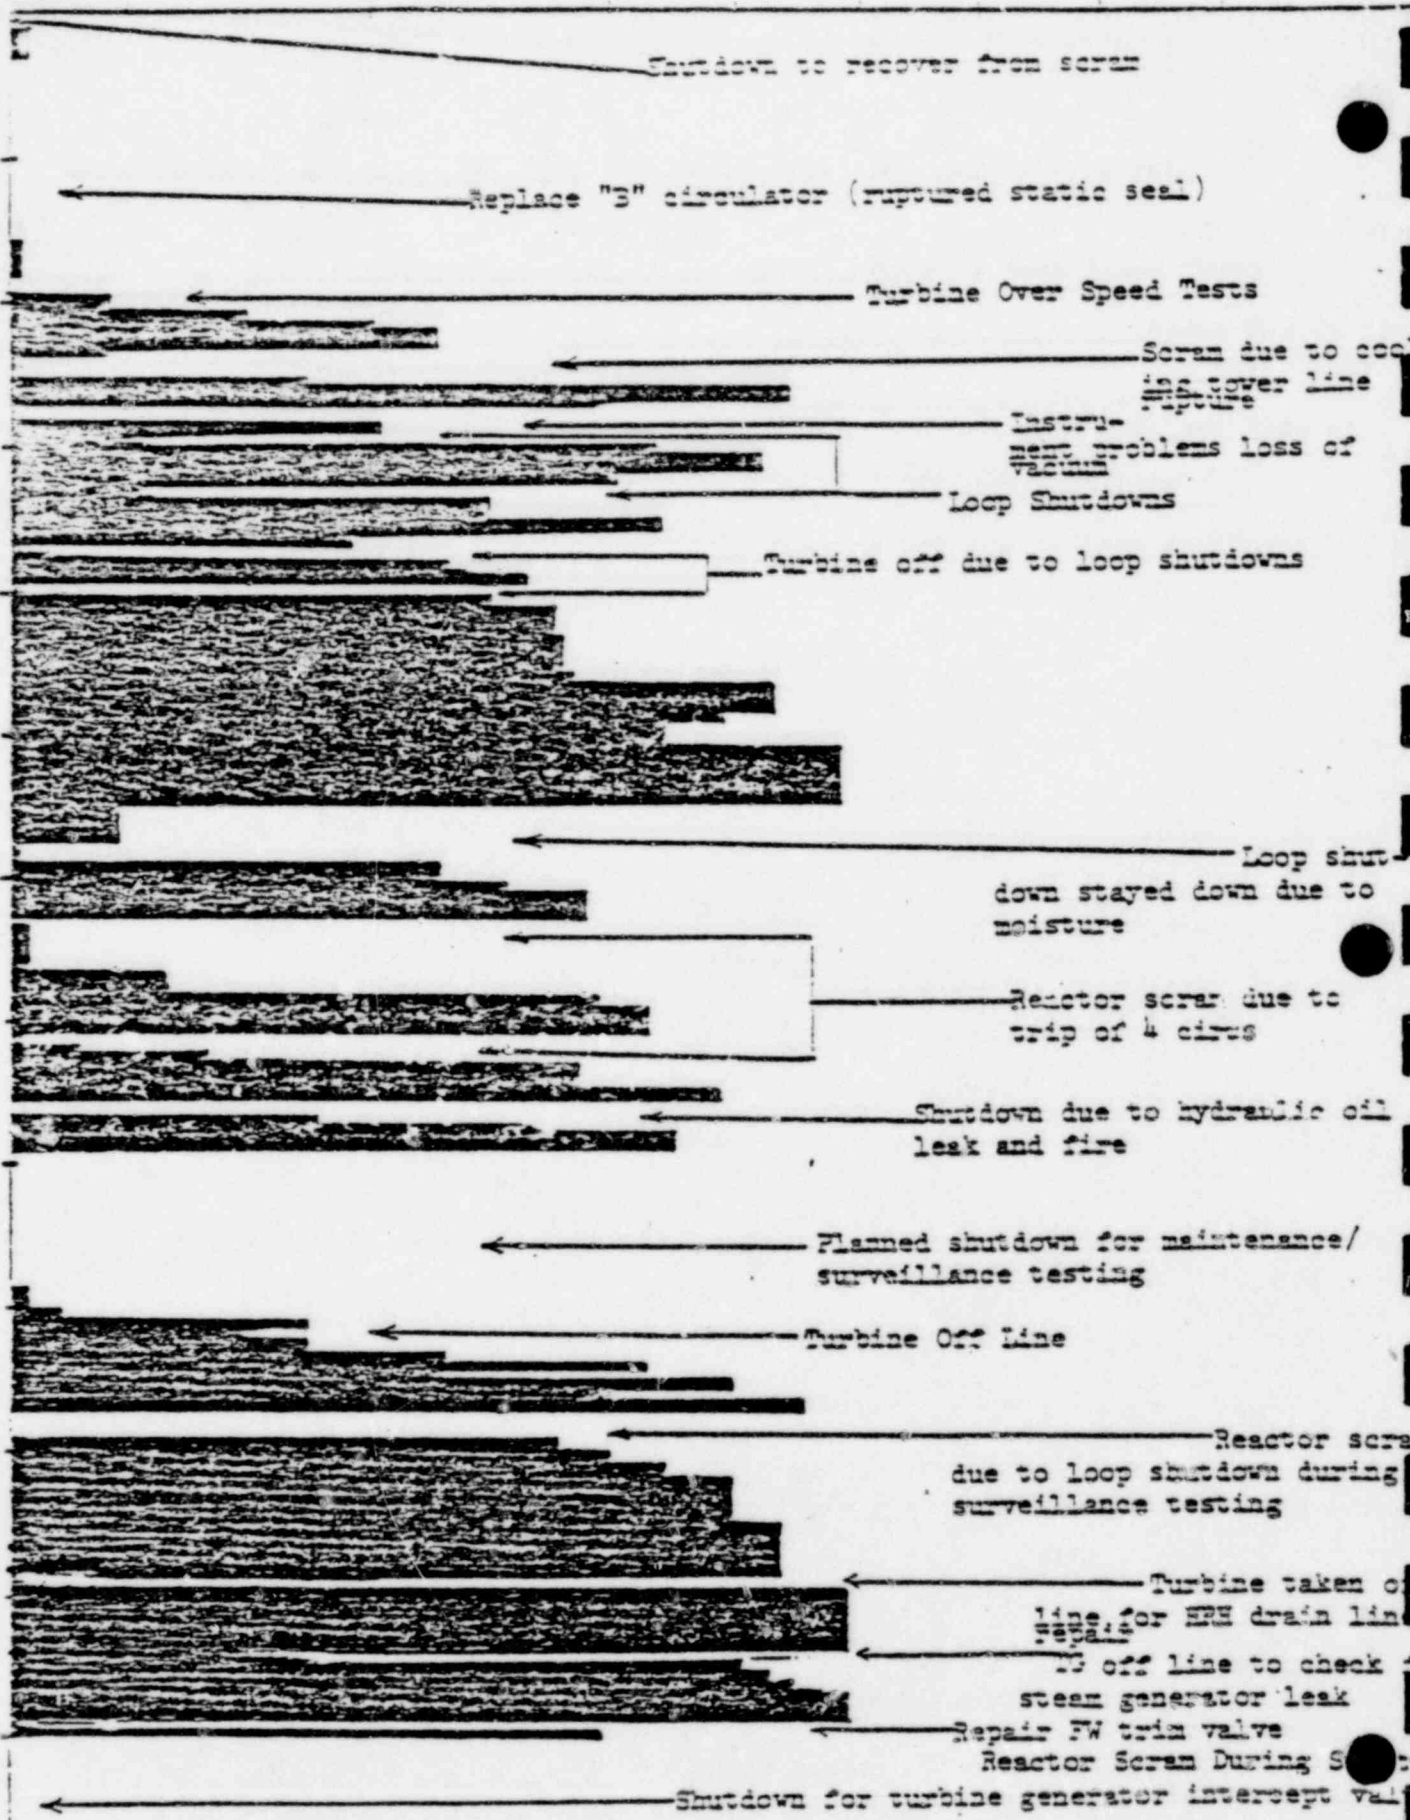 Shutdown to recover from scram
Replace "B" circulator (ruptured static seal)
Turbine Over Speed Tests
Scram due to cool
ing tower line
rupture
Instru-
ment problems loss of
vacuum
Loop Shutdowns
Turbine off due to loop shutdowns
Loop shut-
down stayed down due to
moisture
Reactor scram due to
trip of 4 circs
Shutdown due to hydraulic oil
leak and fire
Planned shutdown for maintenance/
surveillance testing
Turbine Off Line
Reactor scra
due to loop shutdown during
surveillance testing
Turbine taken o
line for HRH drain lin
repair
TG off line to check
steam generator leak
Repair FW trim valve
Reactor Scram During S
Shutdown for turbine generator intercept val